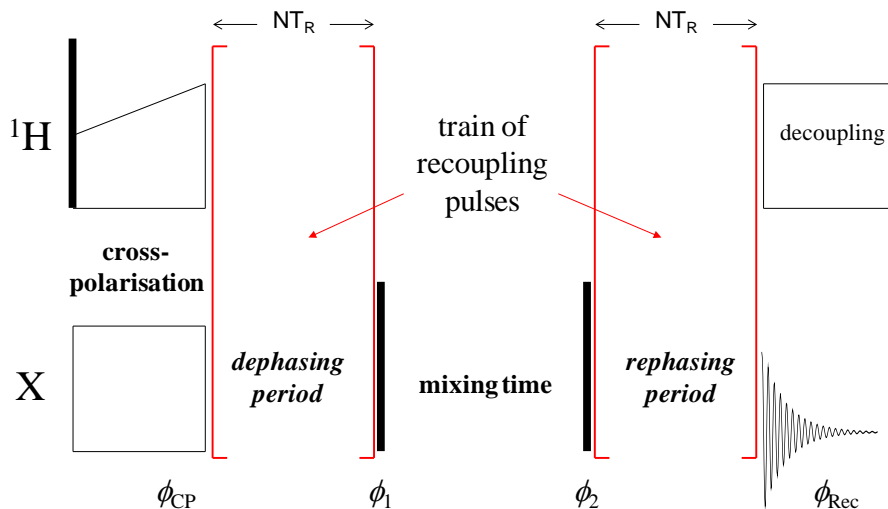 NT_R
NT_R
¹H
train of
recoupling
pulses
decoupling
cross-
polarisation
X
dephasing
period
mixing time
rephasing
period
ϕ_CP
ϕ_1
ϕ_2
ϕ_Rec